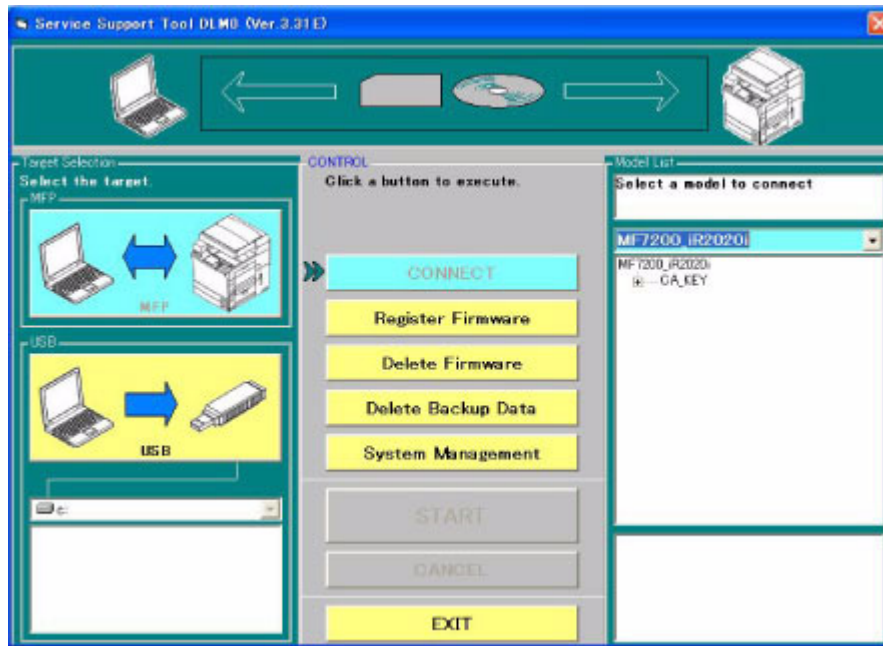 Service Support Tool DLM0 (Ver.3.31E)
Target Selection
Select the target.
MFP
MFP
USB
USB
c:
CONTROL
Click a button to execute.
CONNECT
Register Firmware
Delete Firmware
Delete Backup Data
System Management
START
CANCEL
EXIT
Model List
Select a model to connect
MF7200_iR2020i
MF7200_iR2020i
CA_KEY